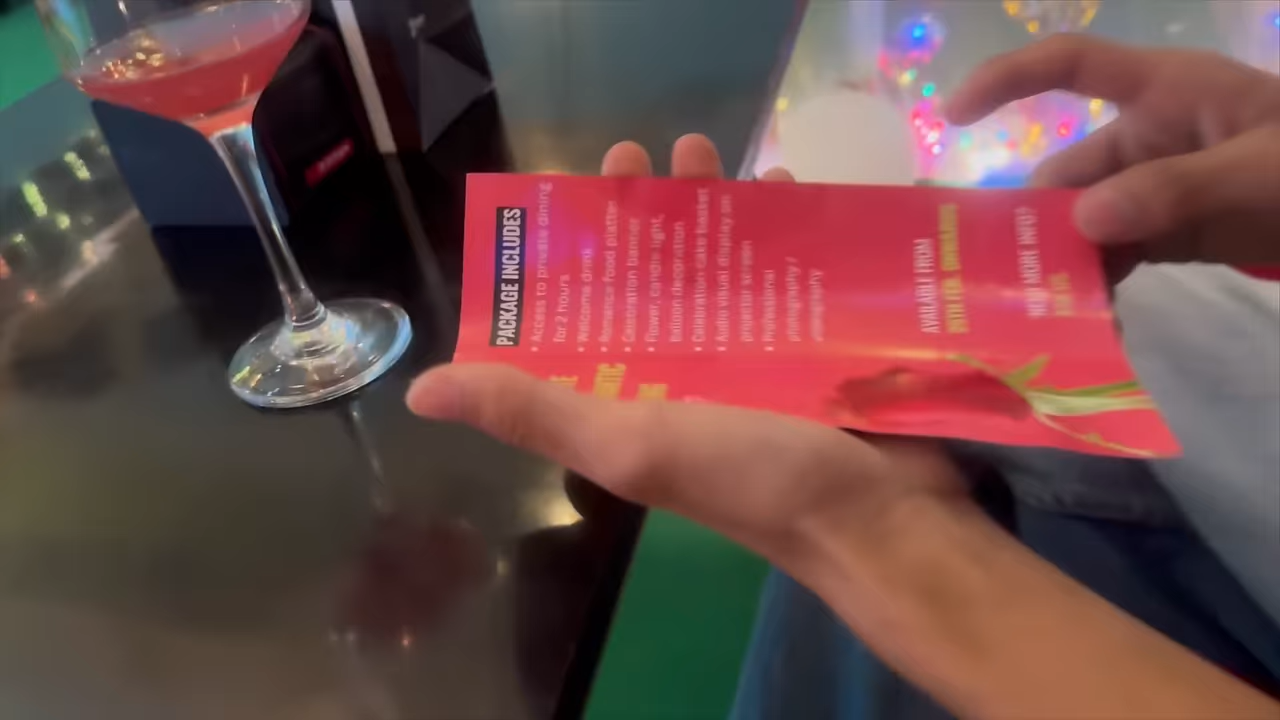 PACKAGE INCLUDES
• Access to private dining
for 2 hours
• Welcome drink
• Romance food platter
• Celebration banner
• Flower, candle light,
balloon decoration
• Celebration cake basket
• Audio visual display on
projector screen
• Professional
photography /
videography
AVAILABLE FROM
ONWARDS
MORE INFO?